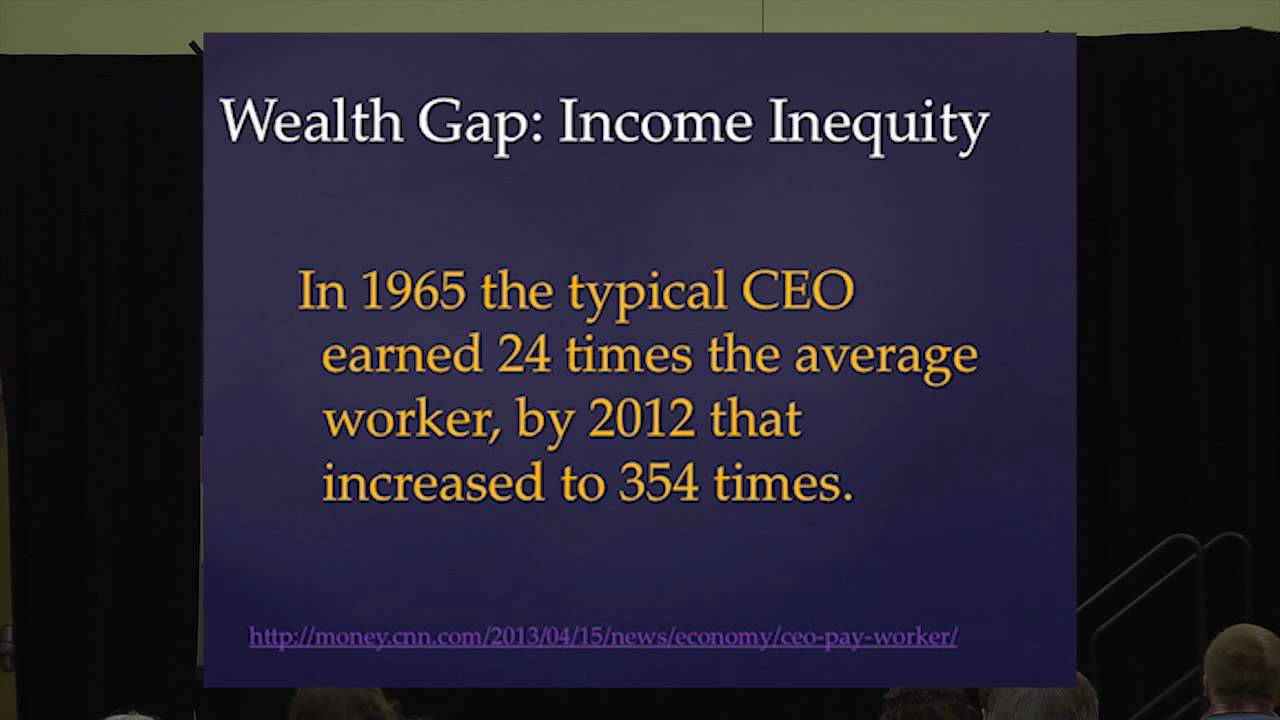 Wealth Gap: Income Inequity
In 1965 the typical CEO
earned 24 times the average
worker, by 2012 that
increased to 354 times.
http://money.cnn.com/2013/04/15/news/economy/ceo-pay-worker/